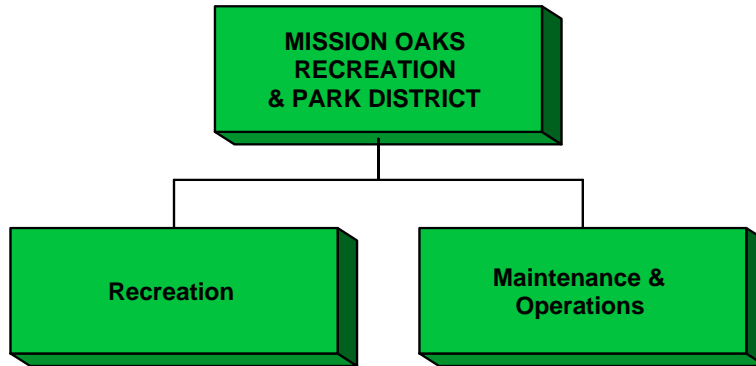 MISSION OAKS
RECREATION
& PARK DISTRICT
Recreation
Maintenance &
Operations